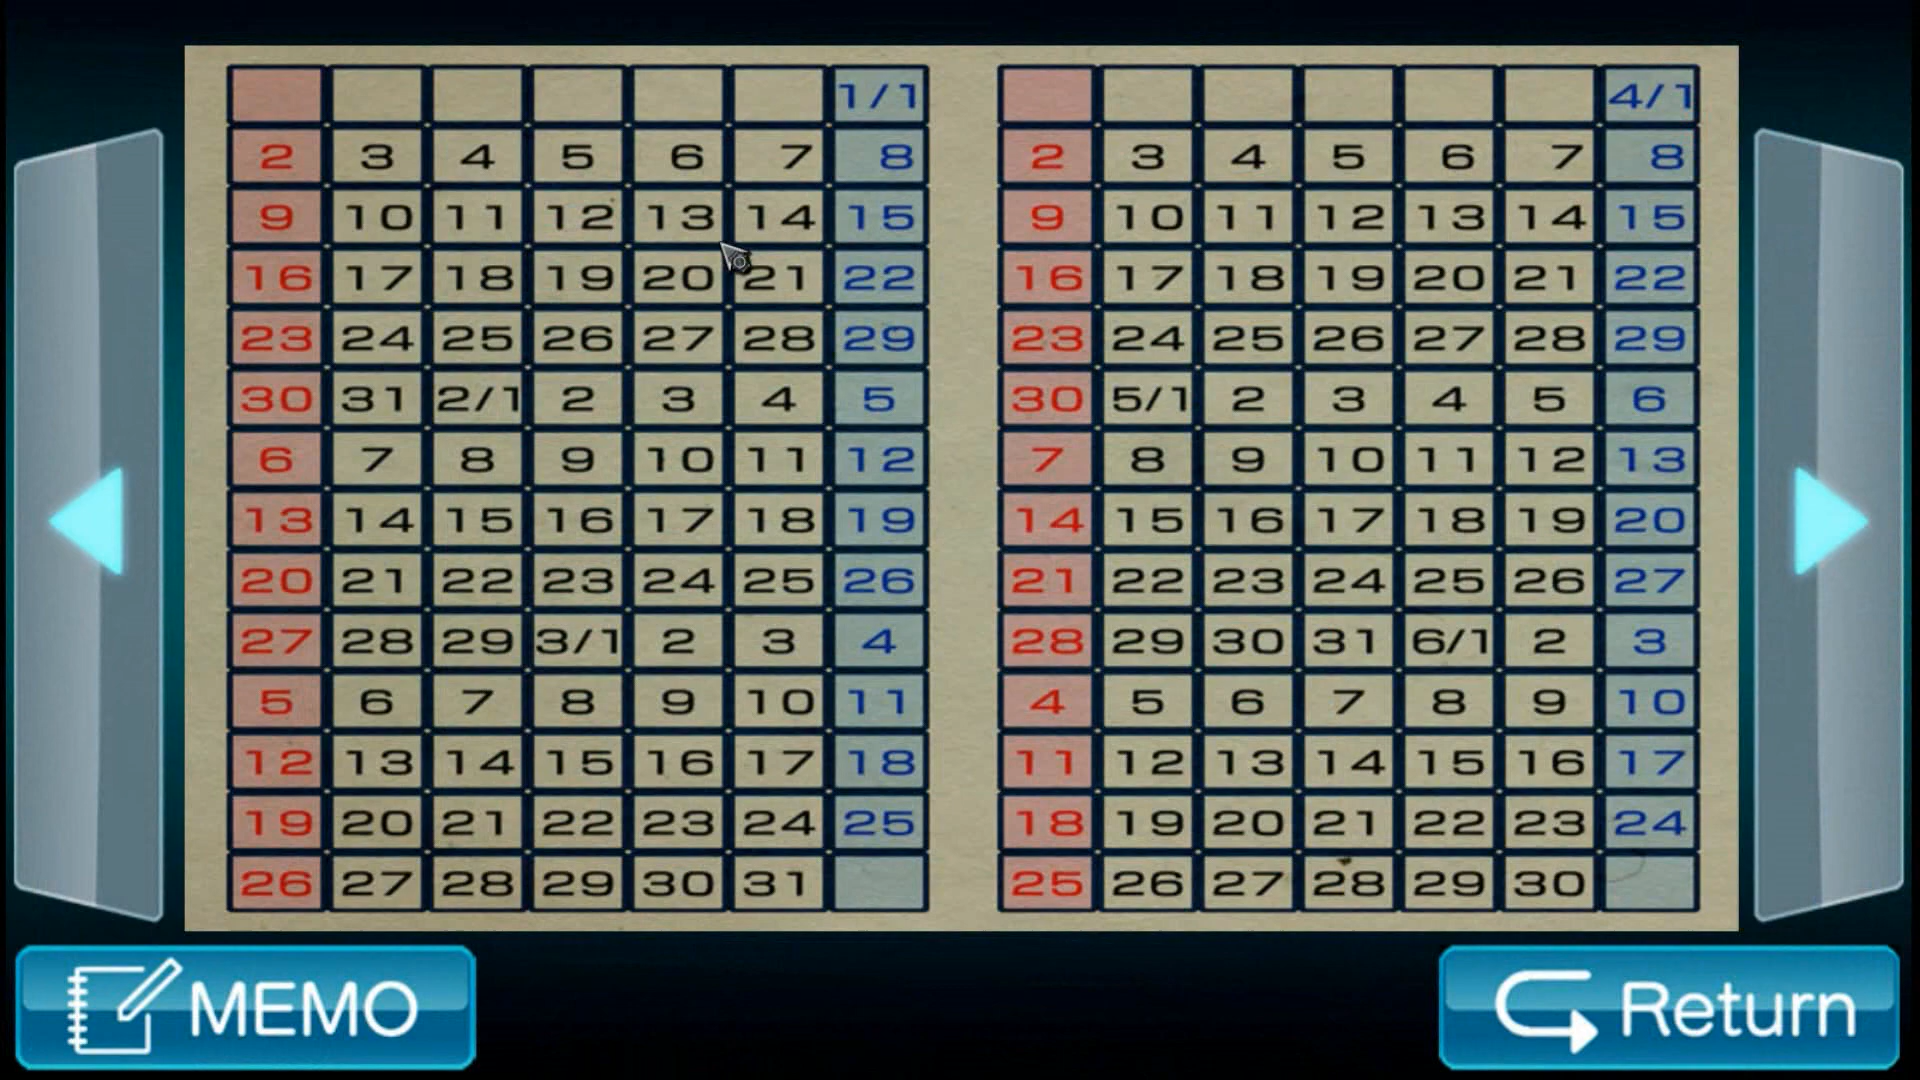 1/1
2 3 4 5 6 7 8
9 10 11 12 13 14 15
16 17 18 19 20 21 22
23 24 25 26 27 28 29
30 31 2/1 2 3 4 5
6 7 8 9 10 11 12
13 14 15 16 17 18 19
20 21 22 23 24 25 26
27 28 29 3/1 2 3 4
5 6 7 8 9 10 11
12 13 14 15 16 17 18
19 20 21 22 23 24 25
26 27 28 29 30 31
4/1
2 3 4 5 6 7 8
9 10 11 12 13 14 15
16 17 18 19 20 21 22
23 24 25 26 27 28 29
30 5/1 2 3 4 5 6
7 8 9 10 11 12 13
14 15 16 17 18 19 20
21 22 23 24 25 26 27
28 29 30 31 6/1 2 3
4 5 6 7 8 9 10
11 12 13 14 15 16 17
18 19 20 21 22 23 24
25 26 27 28 29 30
MEMO
Return